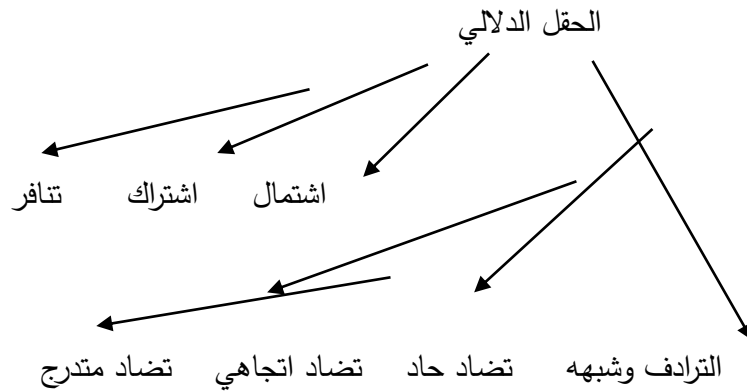 الحقل الدلالي
اشتمال اشتراك تنافر
الترادف وشبهه تضاد حاد تضاد اتجاهي تضاد متدرج